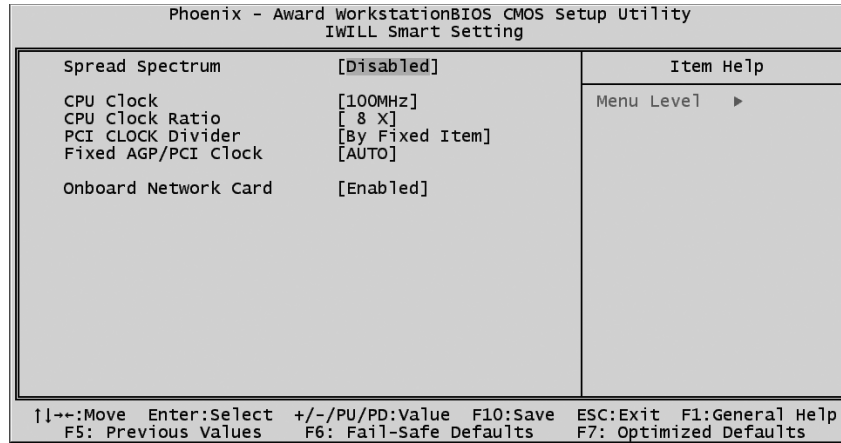 Phoenix - Award WorkstationBIOS CMOS Setup Utility
IWILL Smart Setting
Spread Spectrum [Disabled]
CPU Clock [100MHz]
CPU Clock Ratio [ 8 X]
PCI CLOCK Divider [By Fixed Item]
Fixed AGP/PCI Clock [AUTO]
Onboard Network Card [Enabled]
Item Help
Menu Level ▶
↑↓→←:Move Enter:Select +/-/PU/PD:Value F10:Save ESC:Exit F1:General Help
F5: Previous Values F6: Fail-Safe Defaults F7: Optimized Defaults